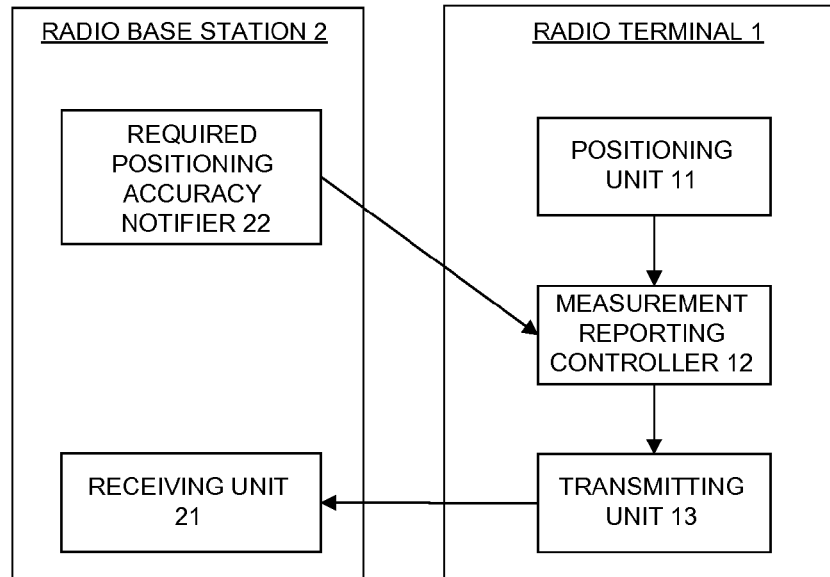 RADIO BASE STATION 2
REQUIRED
POSITIONING
ACCURACY
NOTIFIER 22
RECEIVING UNIT
21
RADIO TERMINAL 1
POSITIONING
UNIT 11
MEASUREMENT
REPORTING
CONTROLLER 12
TRANSMITTING
UNIT 13